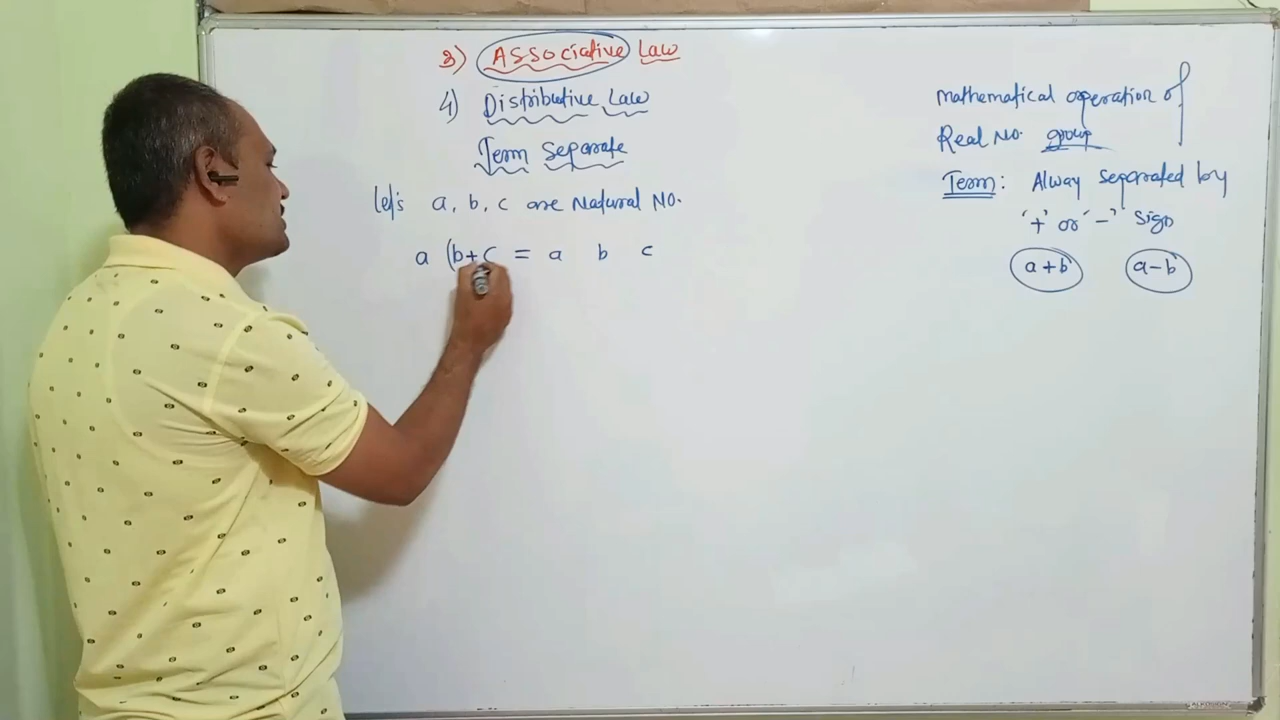 3) Associative Law
4) Distributive Law
Term Separate
let's a, b, c are Natural No.
a (b+c = a b c
mathematical operation of
Real No. group
Term: Alway separated by
'+' or '-' sign
a+b a-b